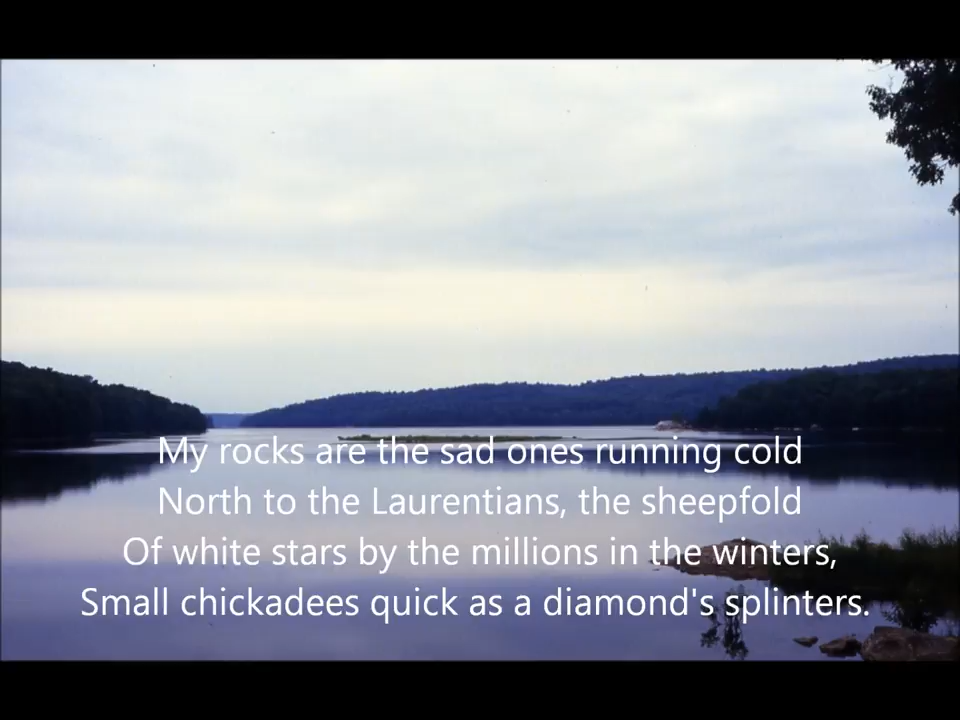 My rocks are the sad ones running cold
North to the Laurentians, the sheepfold
Of white stars by the millions in the winters,
Small chickadees quick as a diamond's splinters.